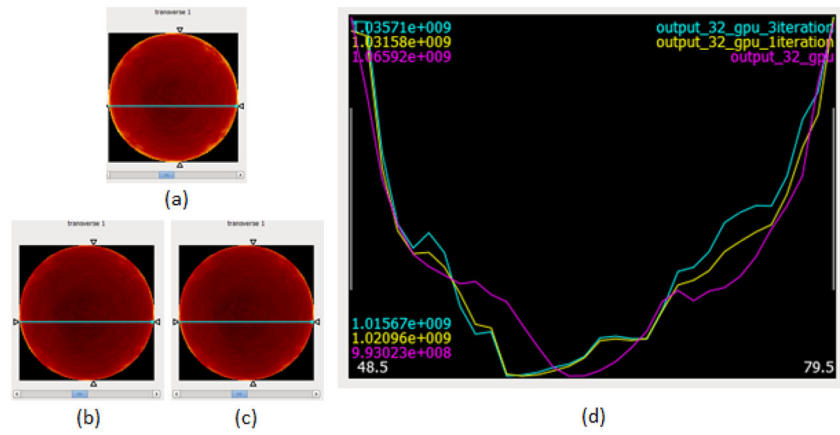 transverse 1
(a)
transverse 1
transverse 1
(b)
(c)
1.03571e+009
output_32_gpu_3iteration
1.03158e+009
output_32_gpu_1iteration
1.06592e+009
output_32_gpu
1.01567e+009
1.02096e+009
9.93023e+008
48.5
79.5
(d)